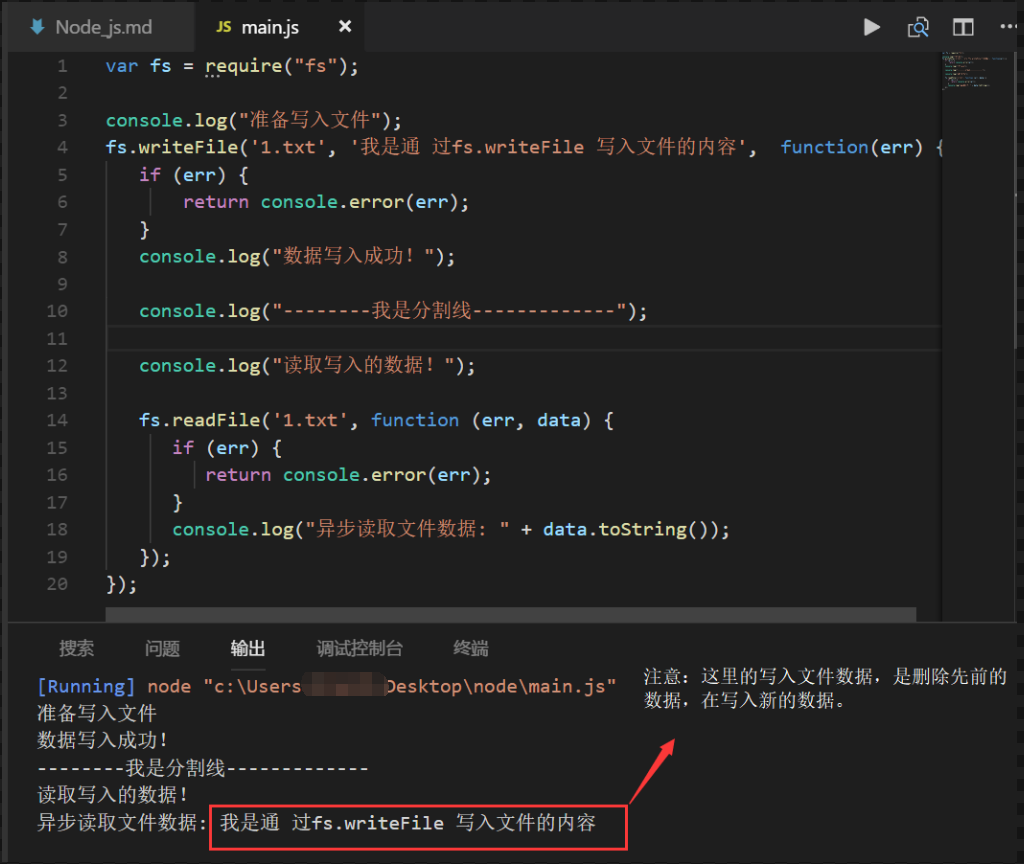 Node_js.md
JS main.js ×
1 var fs = require("fs");
2
3 console.log("准备写入文件");
4 fs.writeFile('1.txt', '我是通 过fs.writeFile 写入文件的内容', function(err) {
5 if (err) {
6 return console.error(err);
7 }
8 console.log("数据写入成功！");
9
10 console.log("--------我是分割线-------------");
11
12 console.log("读取写入的数据！");
13
14 fs.readFile('1.txt', function (err, data) {
15 if (err) {
16 return console.error(err);
17 }
18 console.log("异步读取文件数据: " + data.toString());
19 });
20 });
搜索 问题 输出 调试控制台 终端
[Running] node "c:\Users Desktop\node\main.js"
准备写入文件
数据写入成功！
--------我是分割线-------------
读取写入的数据！
异步读取文件数据: 我是通 过fs.writeFile 写入文件的内容
注意：这里的写入文件数据，是删除先前的
数据，在写入新的数据。